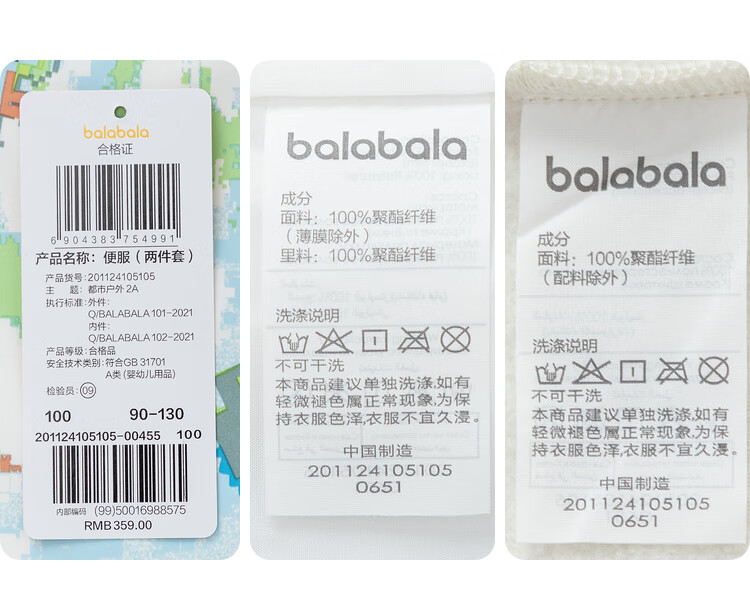 balabala
合格证
6 904383 754991
产品名称：便服（两件套）
产品货号：201124105105
主　　题：都市户外 2A
执行标准：外件：
Q/BALABALA 101-2021
内件：
Q/BALABALA 102-2021
产品等级：合格品
安全技术类别：符合GB 31701
A类 (婴幼儿用品)
检验员：09
100 90-130
201124105105-00455 100
内部编码 (99)50016988575
RMB 359.00
balabala
成分
面料：100%聚酯纤维
（薄膜除外）
里料：100%聚酯纤维
洗涤说明
不可干洗
本商品建议单独洗涤,如有
轻微褪色属正常现象,为保
持衣服色泽,衣服不宜久浸。
中国制造
201124105105
0651
balabala
成分
面料：100%聚酯纤维
（配料除外）
洗涤说明
不可干洗
本商品建议单独洗涤,如有
轻微褪色属正常现象,为保
持衣服色泽,衣服不宜久浸。
中国制造
201124105105
0651